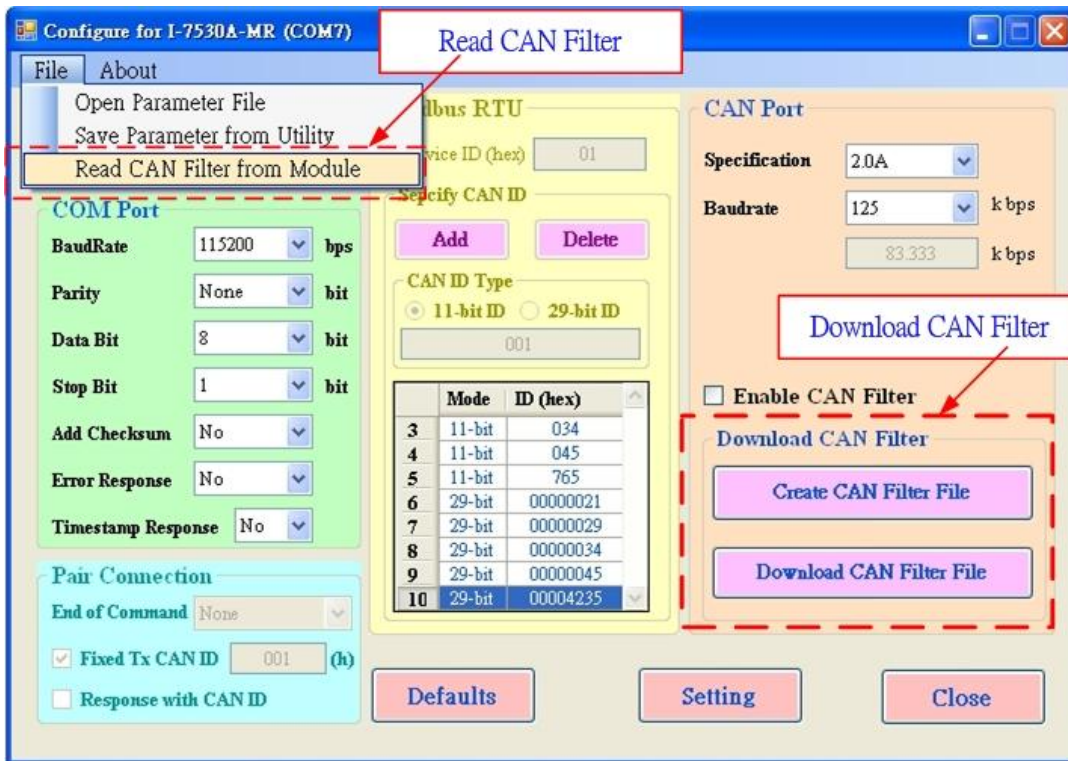 Configure for I-7530A-MR (COM7)
Read CAN Filter
File About
Open Parameter File
Save Parameter from Utility
Read CAN Filter from Module
COM Port
BaudRate 115200 bps
Parity None bit
Data Bit 8 bit
Stop Bit 1 bit
Add Checksum No
Error Response No
Timestamp Response No
Pair Connection
End of Command None
Fixed Tx CAN ID 001 (h)
Response with CAN ID
dbus RTU
vice ID (hex) 01
Sepcify CAN ID
Add Delete
CAN ID Type
11-bit ID 29-bit ID
001
Mode ID (hex)
3 11-bit 034
4 11-bit 045
5 11-bit 765
6 29-bit 00000021
7 29-bit 00000029
8 29-bit 00000034
9 29-bit 00000045
10 29-bit 00004235
CAN Port
Specification 2.0A
Baudrate 125 k bps
83.333 k bps
Download CAN Filter
Enable CAN Filter
Download CAN Filter
Create CAN Filter File
Download CAN Filter File
Defaults Setting Close